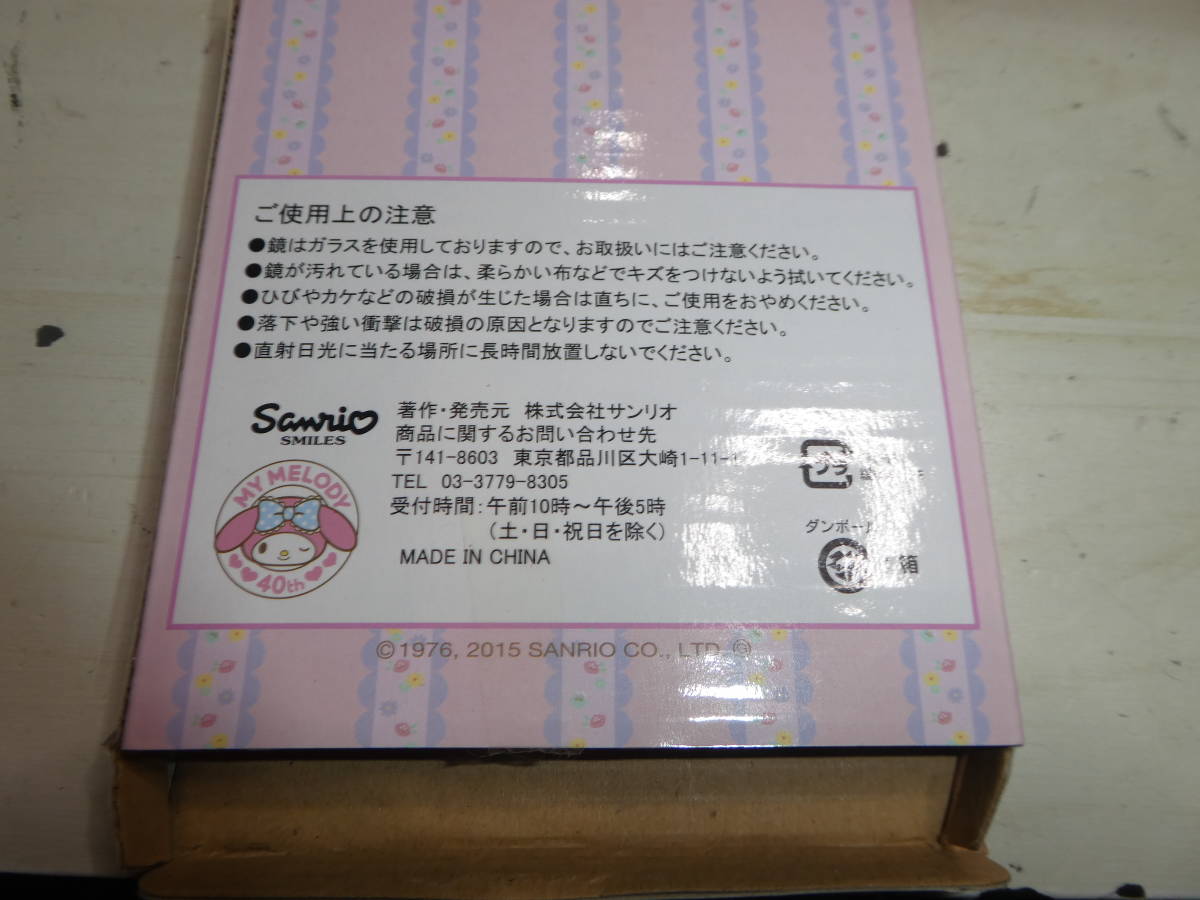 ご使用上の注意
●鏡はガラスを使用しておりますので、お取扱いにはご注意ください。
●鏡が汚れている場合は、柔らかい布などでキズをつけないよう拭いてください。
●ひびやカケなどの破損が生じた場合は直ちに、ご使用をおやめください。
●落下や強い衝撃は破損の原因となりますのでご注意ください。
●直射日光に当たる場所に長時間放置しないでください。
Sanrio
SMILES
著作・発売元 株式会社サンリオ
商品に関するお問い合わせ先
〒141-8603 東京都品川区大崎1-11-1
TEL 03-3779-8305
受付時間:午前10時～午後5時
(土・日・祝日を除く)
MADE IN CHINA
MY MELODY
40th
プラ
ダンボール
箱
©1976, 2015 SANRIO CO., LTD. Ⓖ